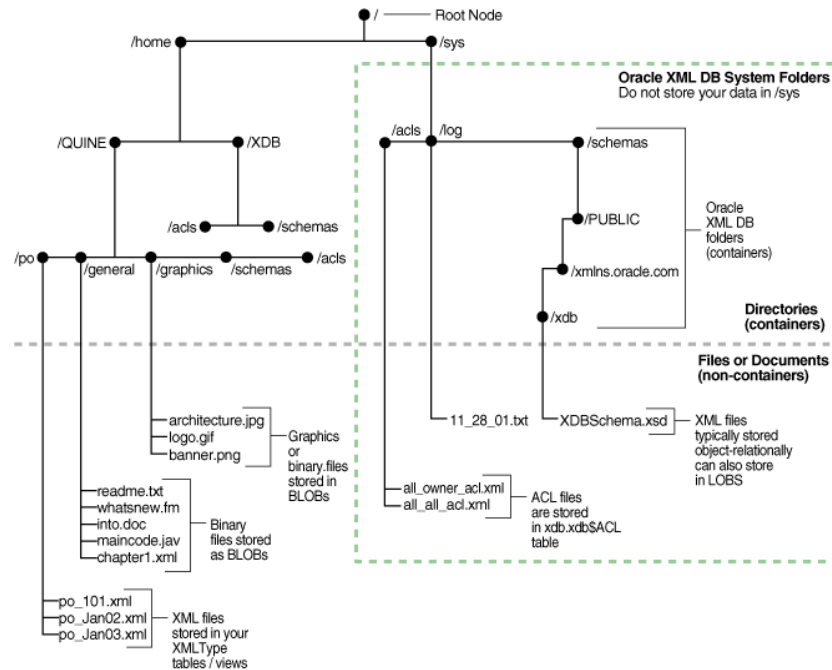 / Root Node
/home
/sys
Oracle XML DB System Folders
Do not store your data in /sys
/acls
/log
/QUINE
/XDB
/schemas
/PUBLIC
Oracle
XML DB
folders
(containers)
/acls
/schemas
/po
/general
/graphics
/schemas
/acls
/xmlns.oracle.com
/xdb
Directories
(containers)
Files or Documents
(non-containers)
architecture.jpg
logo.gif
banner.png
Graphics
or
binary.files
stored in
BLOBs
11_28_01.txt
XDBSchema.xsd
XML files
typically stored
object-relationally
can also store
in LOBS
readme.txt
whatsnew.fm
into.doc
maincode.jav
chapter1.xml
Binary
files stored
as BLOBs
all_owner_acl.xml
all_all_acl.xml
ACL files
are stored
in xdb.xdb$ACL
table
po_101.xml
po_Jan02.xml
po_Jan03.xml
XML files
stored in your
XMLType
tables / views